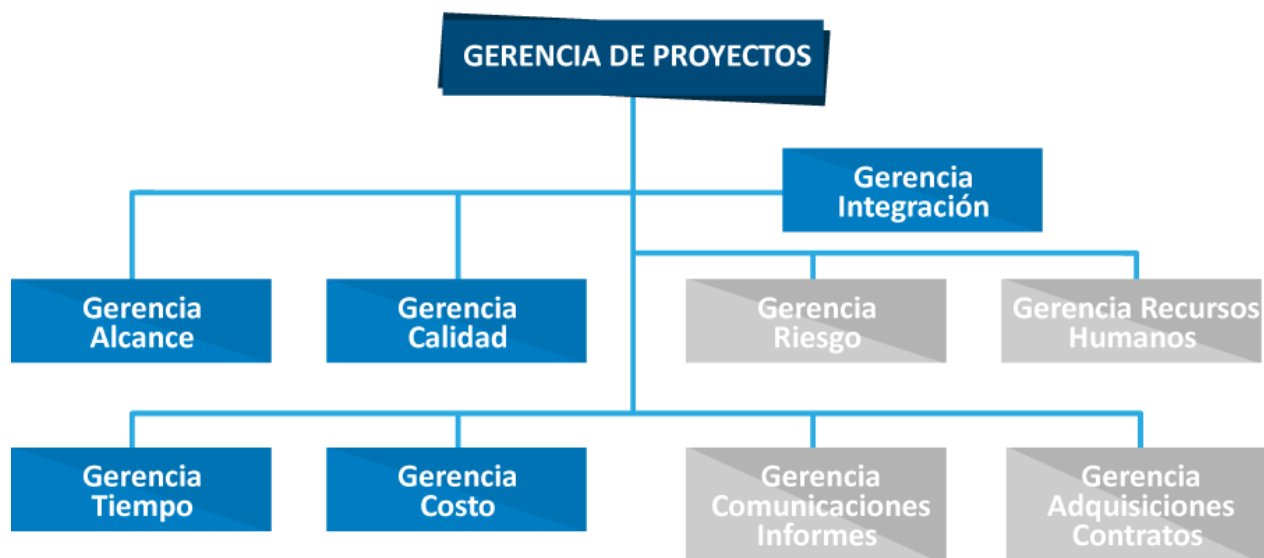 GERENCIA DE PROYECTOS
Gerencia
Integración
Gerencia
Alcance
Gerencia
Calidad
Gerencia
Riesgo
Gerencia Recursos
Humanos
Gerencia
Tiempo
Gerencia
Costo
Gerencia
Comunicaciones
Informes
Gerencia
Adquisiciones
Contratos